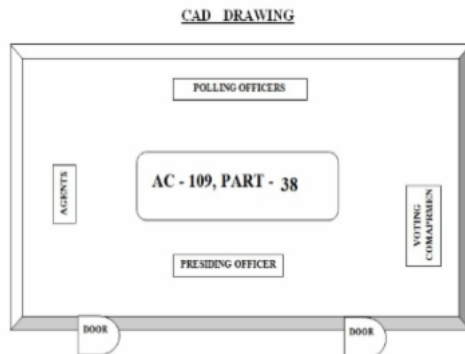 CAD DRAWING
POLLING OFFICERS
AC - 109, PART - 38
AGENTS
VOTING
COMAPRMEN
PRESIDING OFFICER
DOOR
DOOR